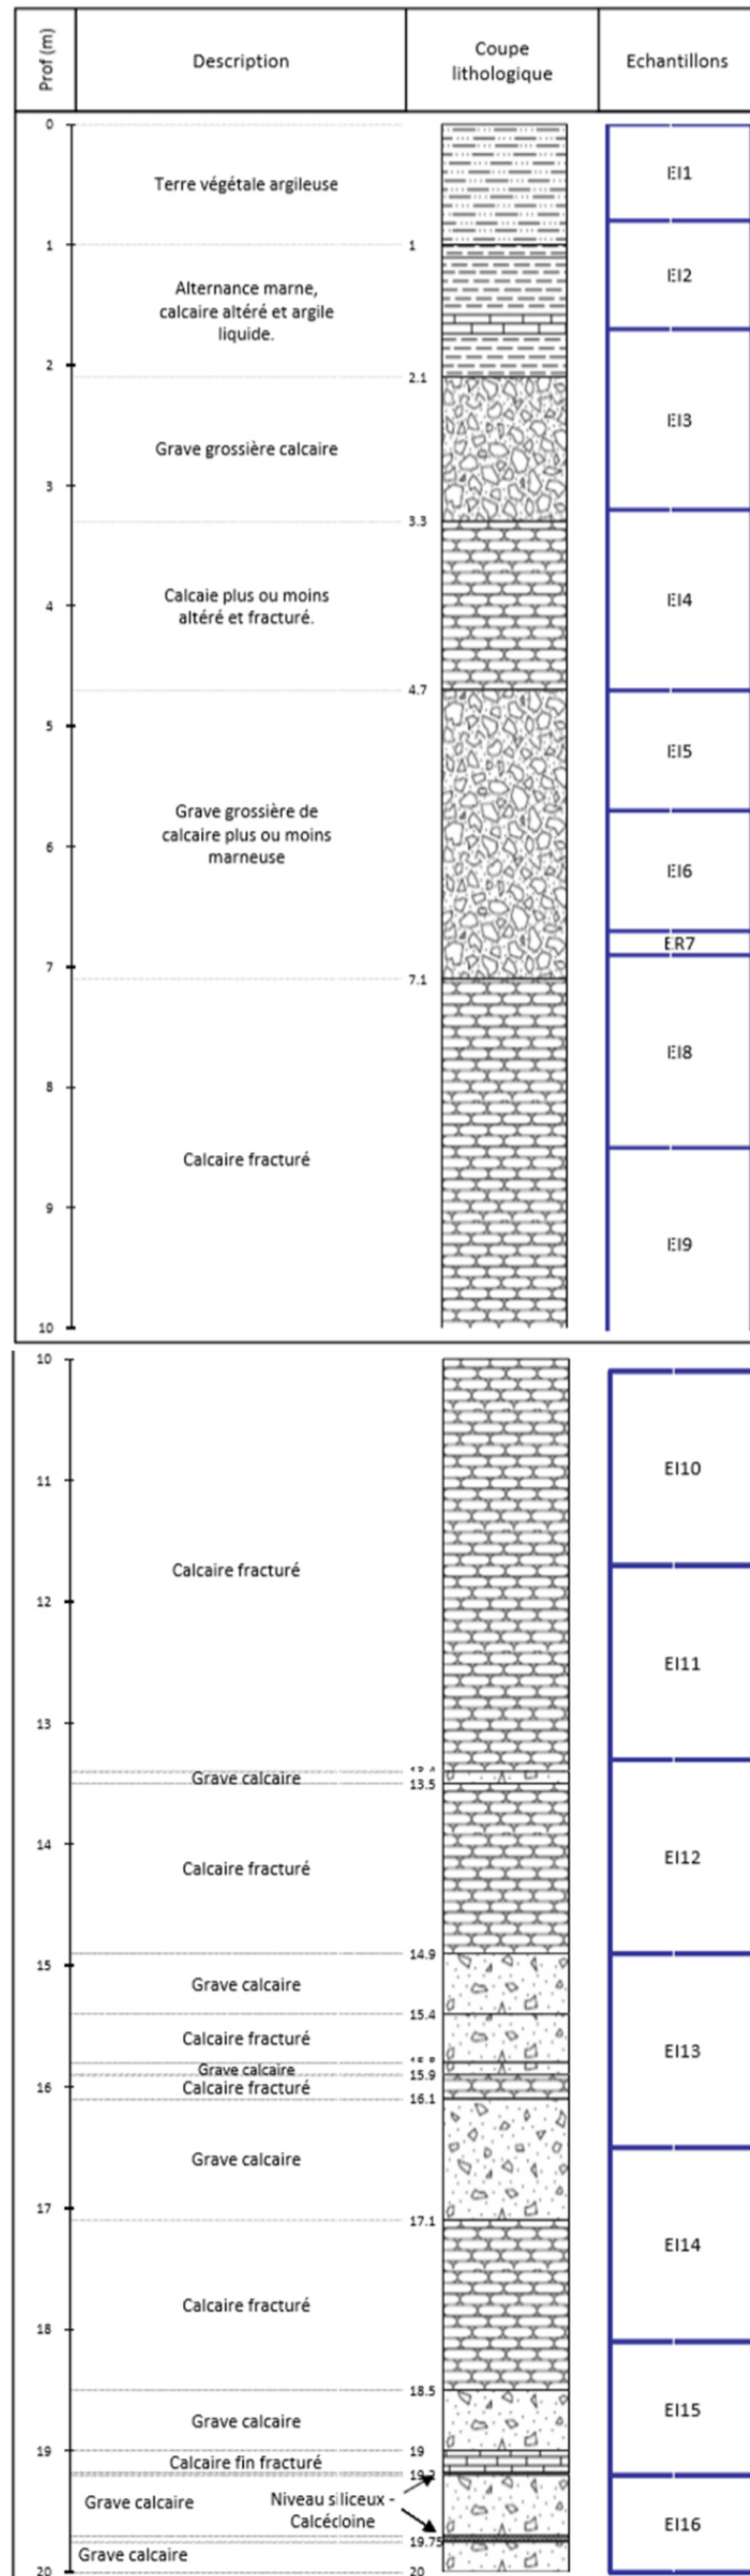 Prof (m)
Description
Coupe
lithologique
Echantillons
0
Terre végétale argileuse
EI1
1
1
Alternance marne,
calcaire altéré et argile
liquide.
EI2
2
2.1
Grave grossière calcaire
EI3
3
3.3
Calcaie plus ou moins
altéré et fracturé.
4
EI4
4.7
5
EI5
Grave grossière de
calcaire plus ou moins
marneuse
6
EI6
ER7
7
7.1
EI8
8
Calcaire fracturé
9
EI9
10
10
EI10
11
Calcaire fracturé
12
EI11
13
Grave calcaire
13.5
14
Calcaire fracturé
EI12
14.9
15
Grave calcaire
15.4
Calcaire fracturé
EI13
Grave calcaire
15.9
16
Calcaire fracturé
16.1
Grave calcaire
17
17.1
EI14
Calcaire fracturé
18
18.5
EI15
Grave calcaire
19
19
Calcaire fin fracturé
19.2
Grave calcaire
Niveau siliceux -
Calcédoine
EI16
19.75
Grave calcaire
20
20